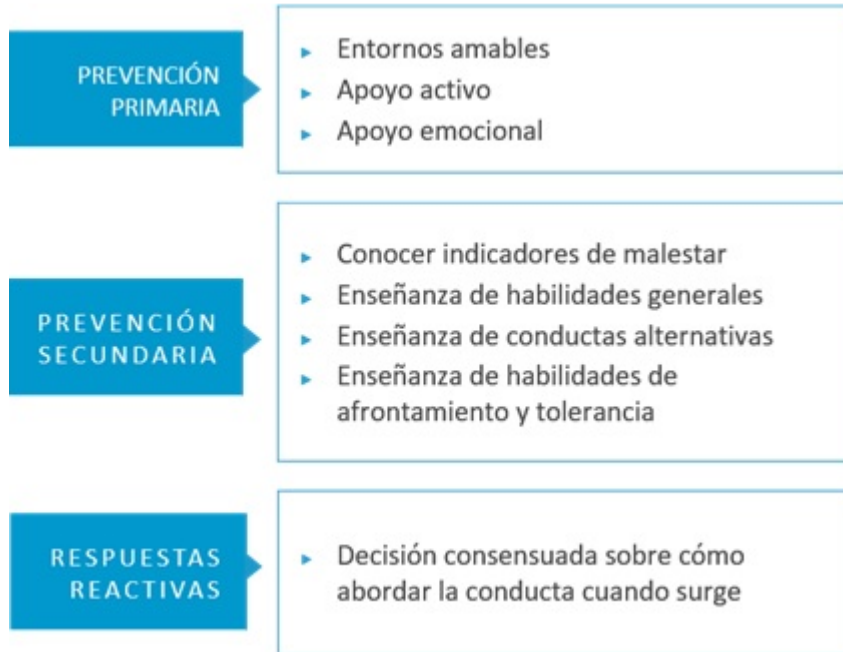 PREVENCIÓN
PRIMARIA
▸ Entornos amables
▸ Apoyo activo
▸ Apoyo emocional
PREVENCIÓN
SECUNDARIA
▸ Conocer indicadores de malestar
▸ Enseñanza de habilidades generales
▸ Enseñanza de conductas alternativas
▸ Enseñanza de habilidades de
afrontamiento y tolerancia
RESPUESTAS
REACTIVAS
▸ Decisión consensuada sobre cómo
abordar la conducta cuando surge